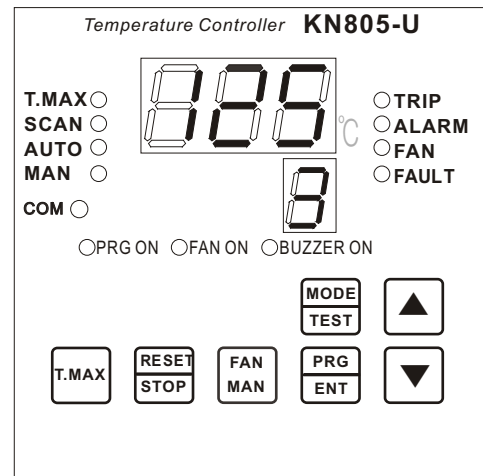 Temperature Controller KN805-U
125
°C
T.MAX
SCAN
AUTO
MAN
COM
TRIP
ALARM
FAN
FAULT
3
PRG ON FAN ON BUZZER ON
MODE
TEST
T.MAX
RESET
STOP
FAN
MAN
PRG
ENT